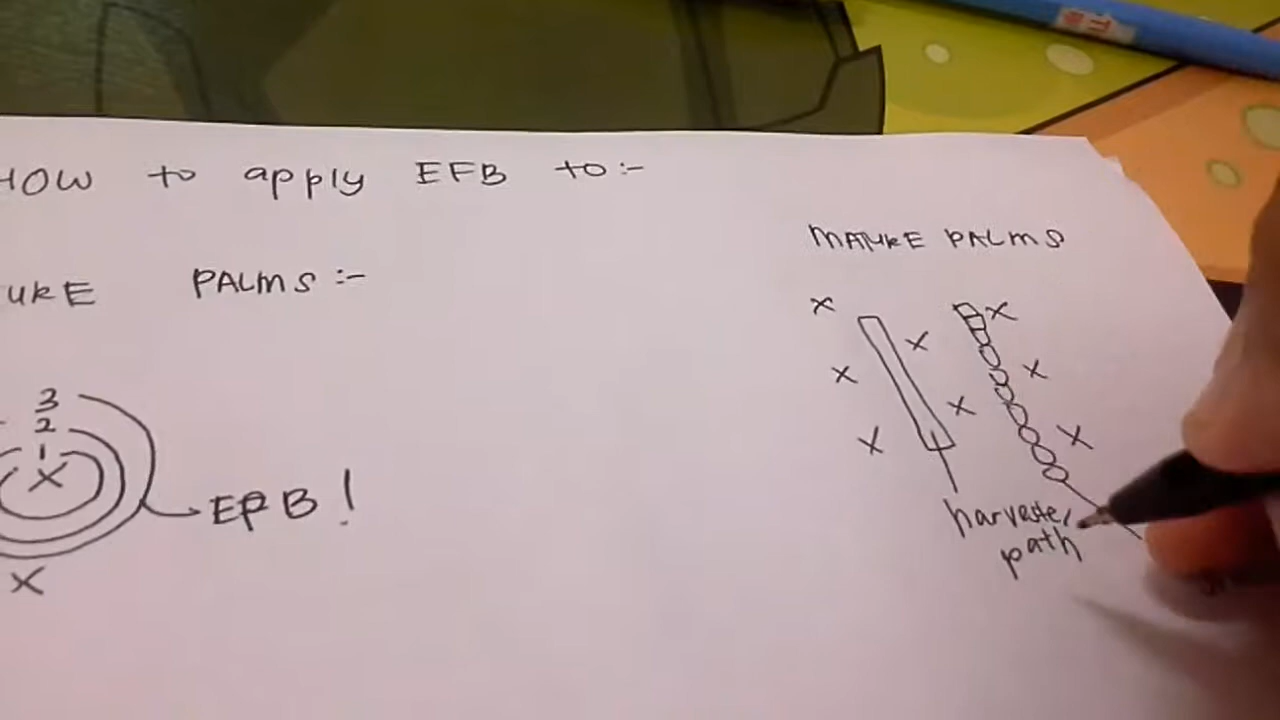 HOW to apply EFB to:-
URE PALMS:-
3
2
1
X
EFB!
X
MATURE PALMS
X X
X X
X X
X X
X
harvester
path